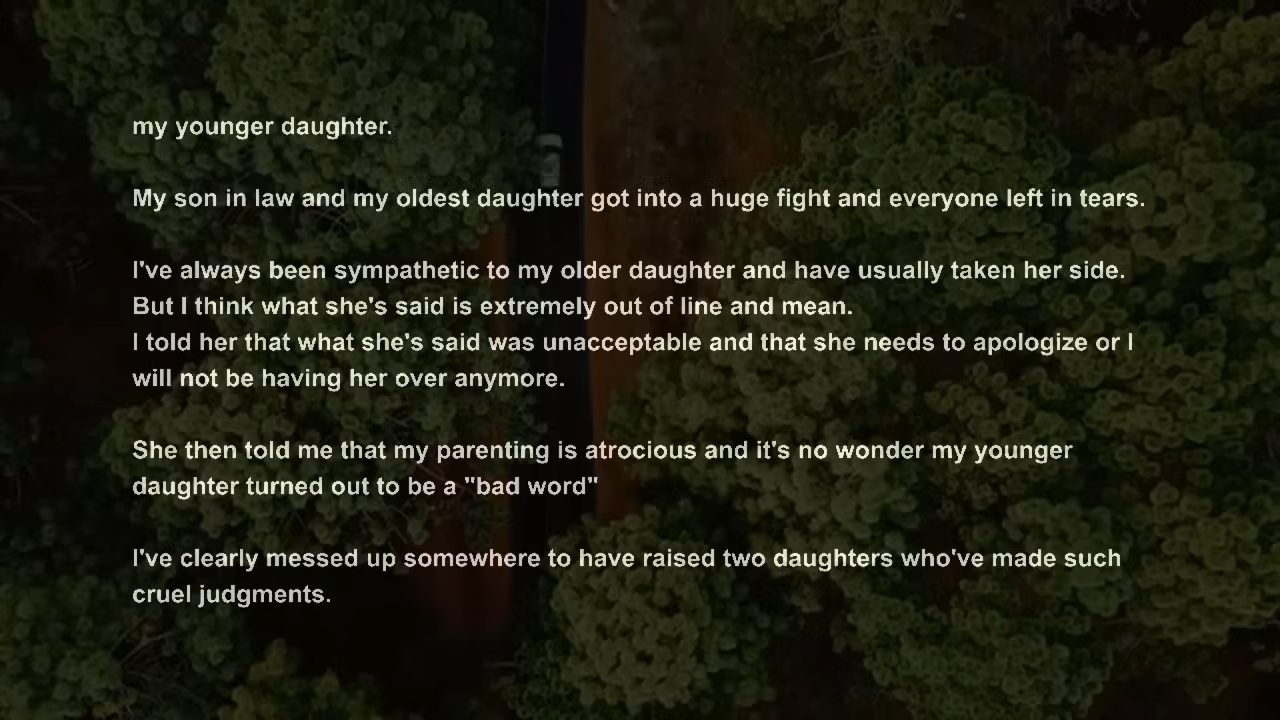 my younger daughter.
My son in law and my oldest daughter got into a huge fight and everyone left in tears.
I've always been sympathetic to my older daughter and have usually taken her side.
But I think what she's said is extremely out of line and mean.
I told her that what she's said was unacceptable and that she needs to apologize or I
will not be having her over anymore.
She then told me that my parenting is atrocious and it's no wonder my younger
daughter turned out to be a "bad word"
I've clearly messed up somewhere to have raised two daughters who've made such
cruel judgments.